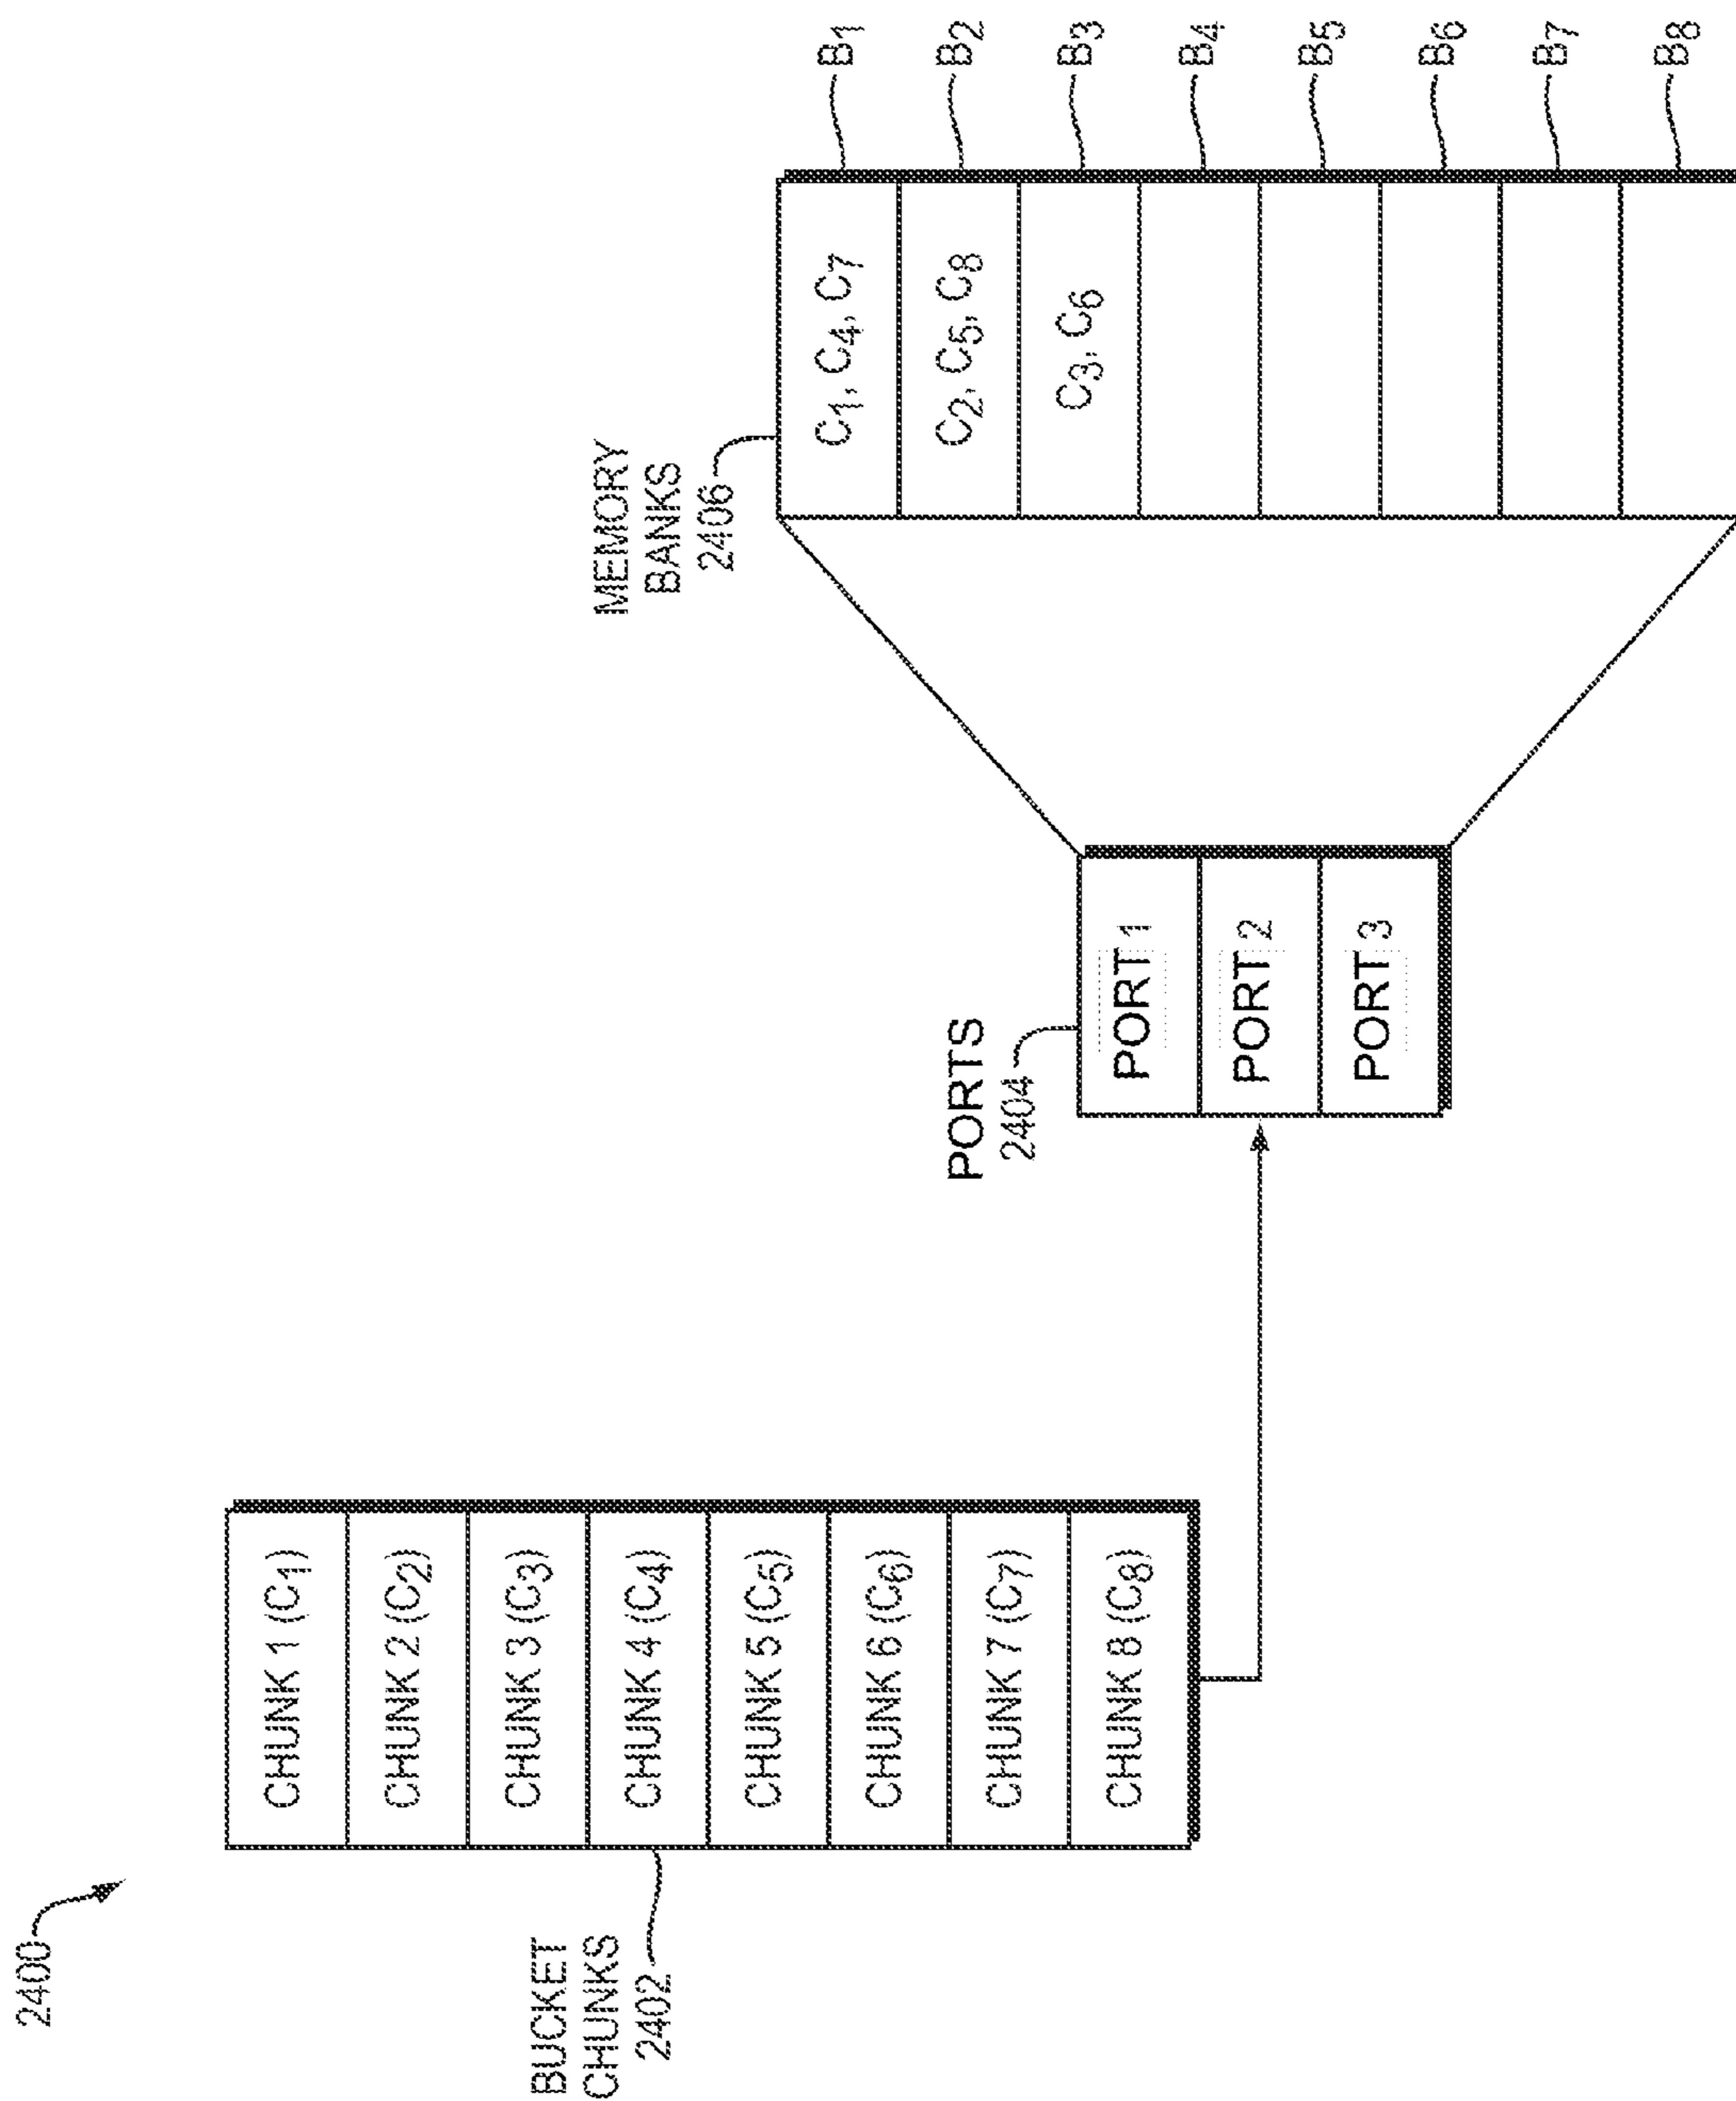 2400
BUCKET
CHUNKS
2402
CHUNK 1 (C1)
CHUNK 2 (C2)
CHUNK 3 (C3)
CHUNK 4 (C4)
CHUNK 5 (C5)
CHUNK 6 (C6)
CHUNK 7 (C7)
CHUNK 8 (C8)
PORTS
2404
PORT 1
PORT 2
PORT 3
MEMORY
BANKS
2406
C1, C4, C7
C2, C5, C8
C3, C6
B1
B2
B3
B4
B5
B6
B7
B8